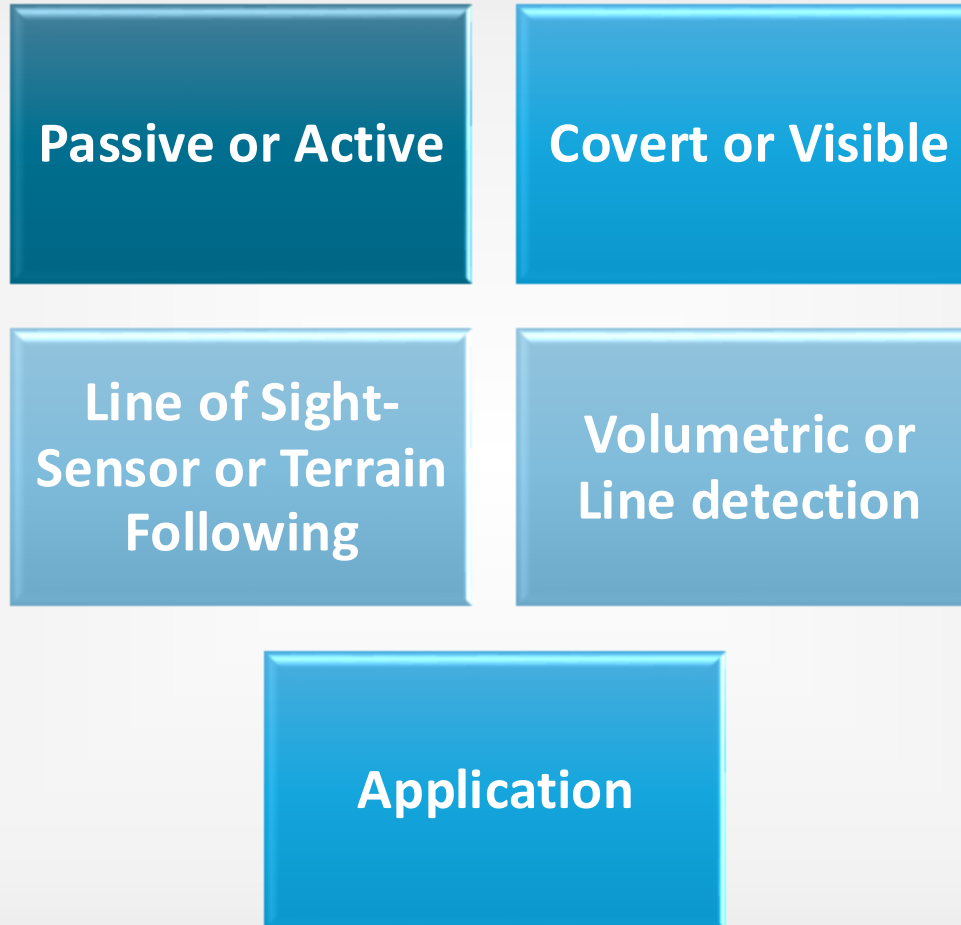 Passive or Active
Covert or Visible
Line of Sight-
Sensor or Terrain
Following
Volumetric or
Line detection
Application